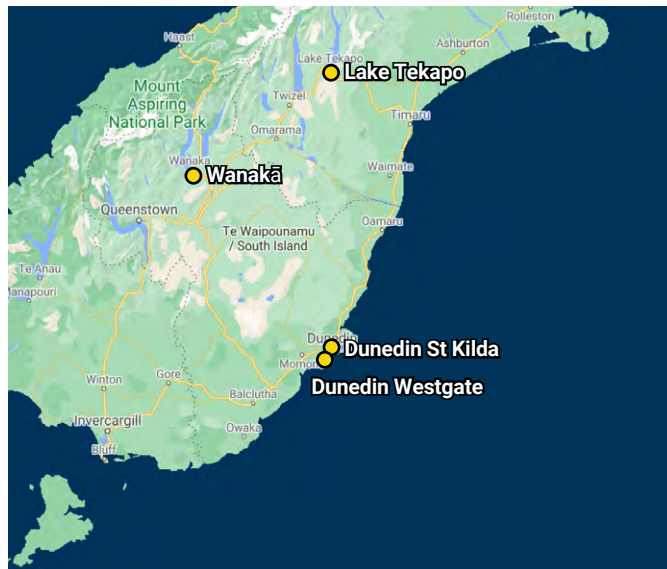 Rolleston
Haast
Ashburton
Lake Tekapo
Lake Tekapo
Mount
Aspiring
National Park
Twizel
Timaru
Omarama
Wanaka
Wanakā
Waimate
Queenstown
Oamaru
Te Waipounamu
/ South Island
Te Anau
Manapouri
Dunedin
Dunedin St Kilda
Dunedin Westgate
Winton
Gore
Balclutha
Invercargill
Owaka
Bluff